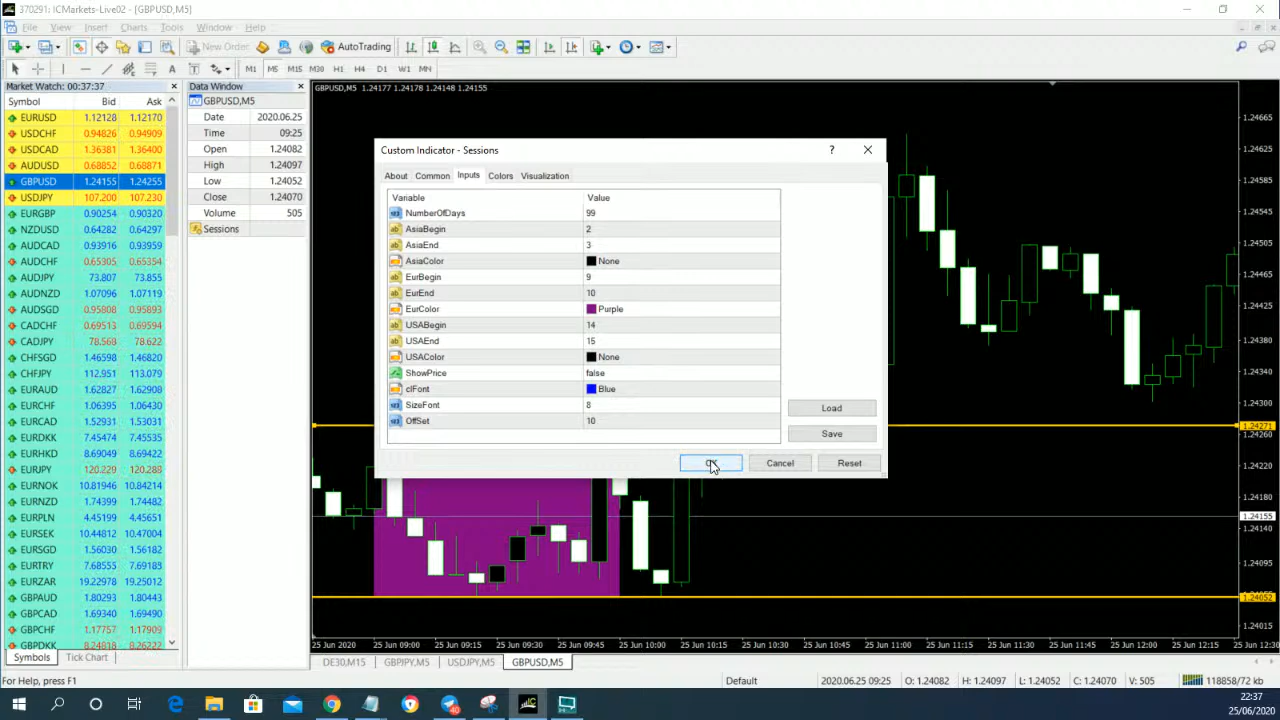 370291: ICMarkets-Live02 - [GBPUSD,M5]
File View Insert Charts Tools Window Help
New Order AutoTrading
M1 M5 M15 M30 H1 H4 D1 W1 MN
Market Watch: 00:37:37
Symbol Bid Ask
EURUSD 1.12128 1.12170
USDCHF 0.94826 0.94909
USDCAD 1.36381 1.36400
AUDUSD 0.68852 0.68871
GBPUSD 1.24155 1.24255
USDJPY 107.200 107.230
EURGBP 0.90254 0.90320
NZDUSD 0.64282 0.64297
AUDCAD 0.93916 0.93959
AUDCHF 0.65305 0.65354
AUDJPY 73.807 73.855
AUDNZD 1.07096 1.07119
AUDSGD 0.95808 0.95893
CADCHF 0.69513 0.69594
CADJPY 78.568 78.622
CHFSGD 1.46598 1.46820
CHFJPY 112.951 113.079
EURAUD 1.62827 1.62908
EURCHF 1.06395 1.06430
EURCAD 1.52931 1.53031
EURDKK 7.45474 7.45535
EURHKD 8.69039 8.69422
EURJPY 120.229 120.288
EURNOK 10.81946 10.84214
EURNZD 1.74399 1.74482
EURPLN 4.45199 4.45651
EURSEK 10.44812 10.47004
EURSGD 1.56030 1.56182
EURTRY 7.65694 7.69183
EURZAR 19.22978 19.25012
GBPAUD 1.80293 1.80443
GBPCAD 1.69340 1.69490
GBPCHF 1.17757 1.17909
GBPDKK 8.24818 8.26222
Symbols Tick Chart
Data Window
GBPUSD,M5
Date 2020.06.25
Time 09:25
Open 1.24082
High 1.24097
Low 1.24052
Close 1.24070
Volume 505
Sessions
GBPUSD,M5 1.24177 1.24178 1.24148 1.24155
Custom Indicator - Sessions
About Common Inputs Colors Visualization
Variable Value
NumberOfDays 99
AsiaBegin 2
AsiaEnd 3
AsiaColor None
EurBegin 9
EurEnd 10
EurColor Purple
USABegin 14
USAEnd 15
USAColor None
ShowPrice false
clFont Blue
SizeFont 8
OffSet 10
Load
Save
OK Cancel Reset
1.24665
1.24625
1.24585
1.24545
1.24505
1.24465
1.24425
1.24380
1.24340
1.24300
1.24271
1.24260
1.24220
1.24180
1.24155
1.24140
1.24095
1.24052
1.24015
25 Jun 2020 25 Jun 09:00 25 Jun 09:15 25 Jun 09:30 25 Jun 09:45 25 Jun 10:00 25 Jun 10:15 25 Jun 10:30 25 Jun 10:45 25 Jun 11:00 25 Jun 11:15 25 Jun 11:30 25 Jun 11:45 25 Jun 12:00 25 Jun 12:15 25 Jun 12:30
DE30,M15 GBPJPY,M5 USDJPY,M5 GBPUSD,M5
For Help, press F1 Default 2020.06.25 09:25 O: 1.24082 H: 1.24097 L: 1.24052 C: 1.24070 V: 505 118858/72 kb
22:37
25/06/2020